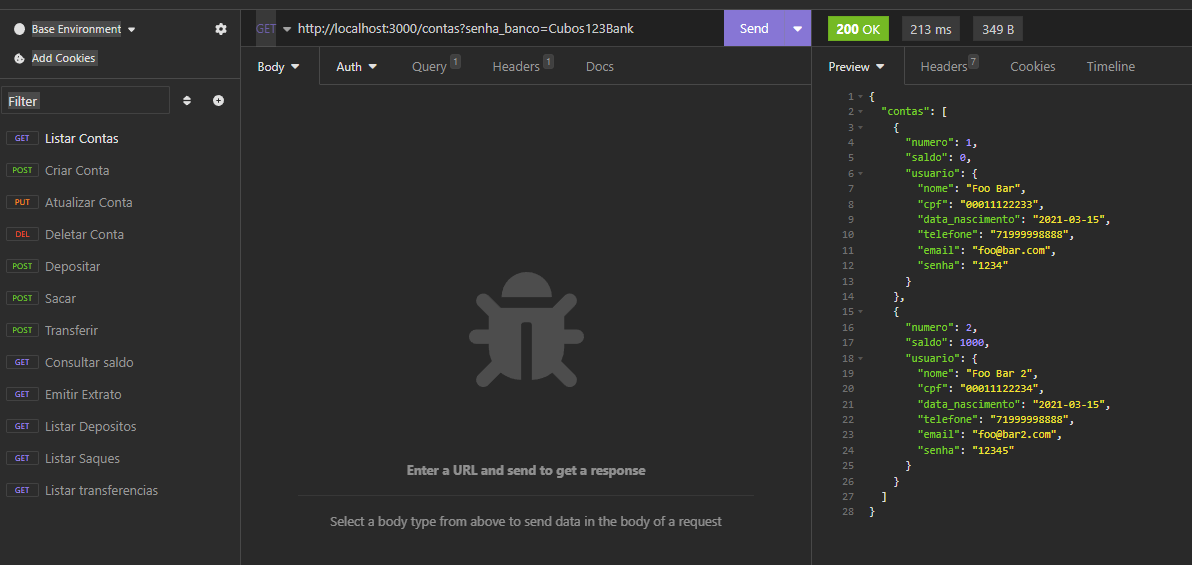 Base Environment
Add Cookies
Filter
GET Listar Contas
POST Criar Conta
PUT Atualizar Conta
DEL Deletar Conta
POST Depositar
POST Sacar
POST Transferir
GET Consultar saldo
GET Emitir Extrato
GET Listar Depositos
GET Listar Saques
GET Listar transferencias
GET http://localhost:3000/contas?senha_banco=Cubos123Bank Send
Body Auth Query 1 Headers 1 Docs
Enter a URL and send to get a response
Select a body type from above to send data in the body of a request
200 OK 213 ms 349 B
Preview Headers 7 Cookies Timeline
1 {
2 "contas": [
3 {
4 "numero": 1,
5 "saldo": 0,
6 "usuario": {
7 "nome": "Foo Bar",
8 "cpf": "00011122233",
9 "data_nascimento": "2021-03-15",
10 "telefone": "71999998888",
11 "email": "foo@bar.com",
12 "senha": "1234"
13 }
14 },
15 {
16 "numero": 2,
17 "saldo": 1000,
18 "usuario": {
19 "nome": "Foo Bar 2",
20 "cpf": "00011122234",
21 "data_nascimento": "2021-03-15",
22 "telefone": "71999998888",
23 "email": "foo@bar2.com",
24 "senha": "12345"
25 }
26 }
27 ]
28 }